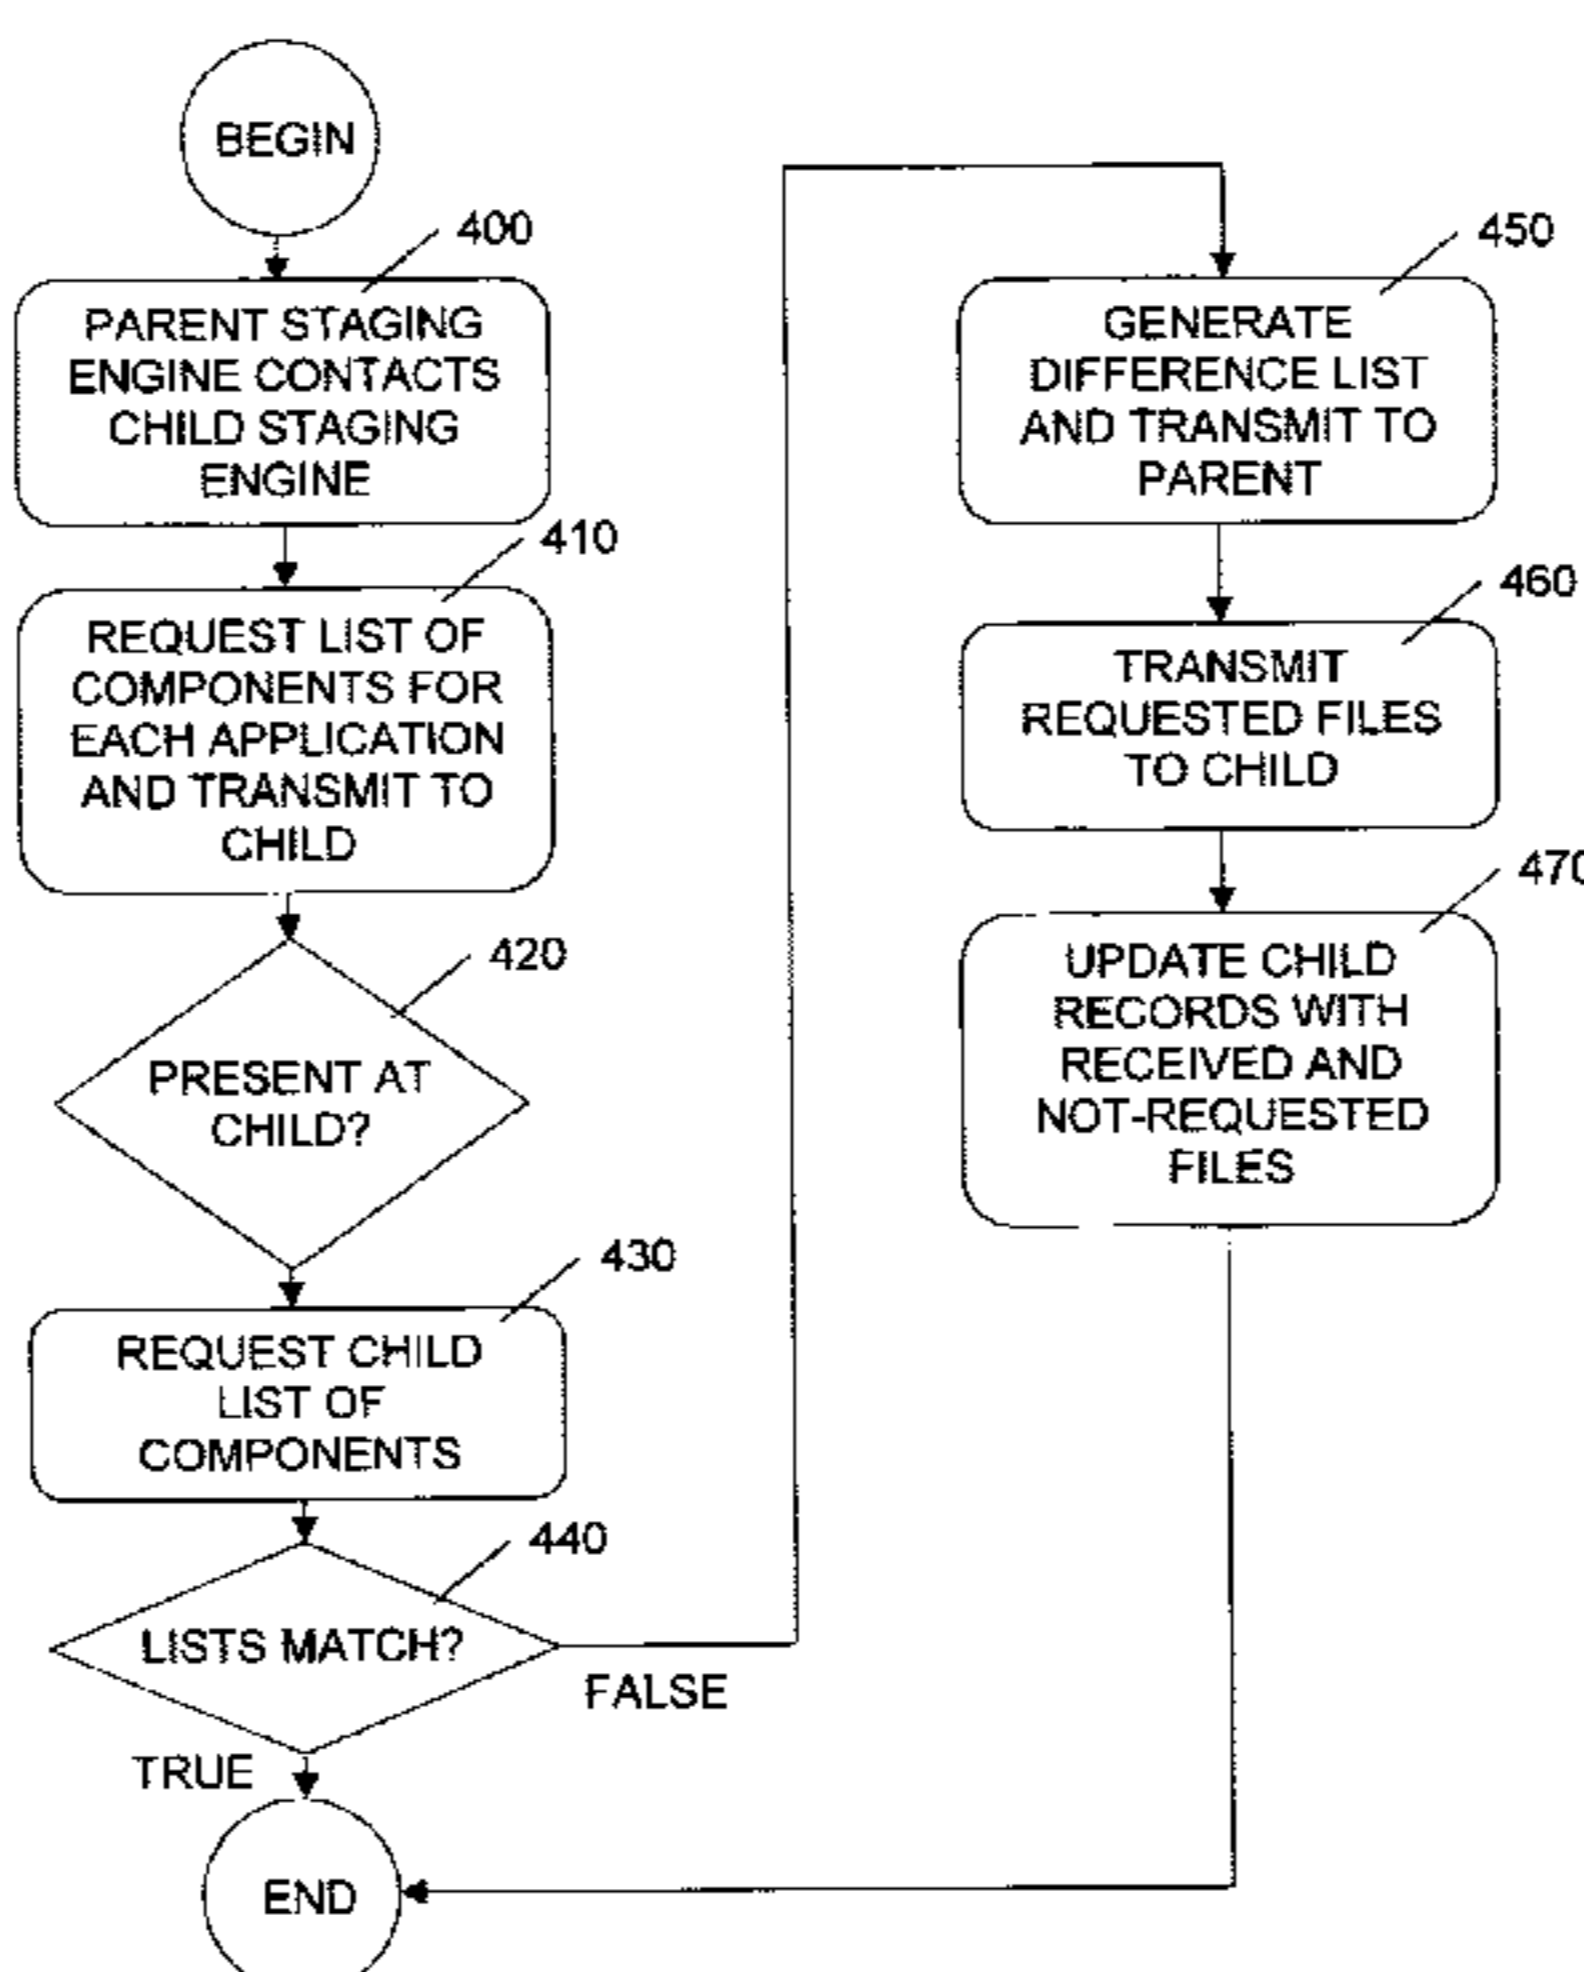 BEGIN
400
PARENT STAGING
ENGINE CONTACTS
CHILD STAGING
ENGINE
410
REQUEST LIST OF
COMPONENTS FOR
EACH APPLICATION
AND TRANSMIT TO
CHILD
420
PRESENT AT
CHILD?
430
REQUEST CHILD
LIST OF
COMPONENTS
440
LISTS MATCH?
FALSE
TRUE
END
450
GENERATE
DIFFERENCE LIST
AND TRANSMIT TO
PARENT
460
TRANSMIT
REQUESTED FILES
TO CHILD
470
UPDATE CHILD
RECORDS WITH
RECEIVED AND
NOT-REQUESTED
FILES